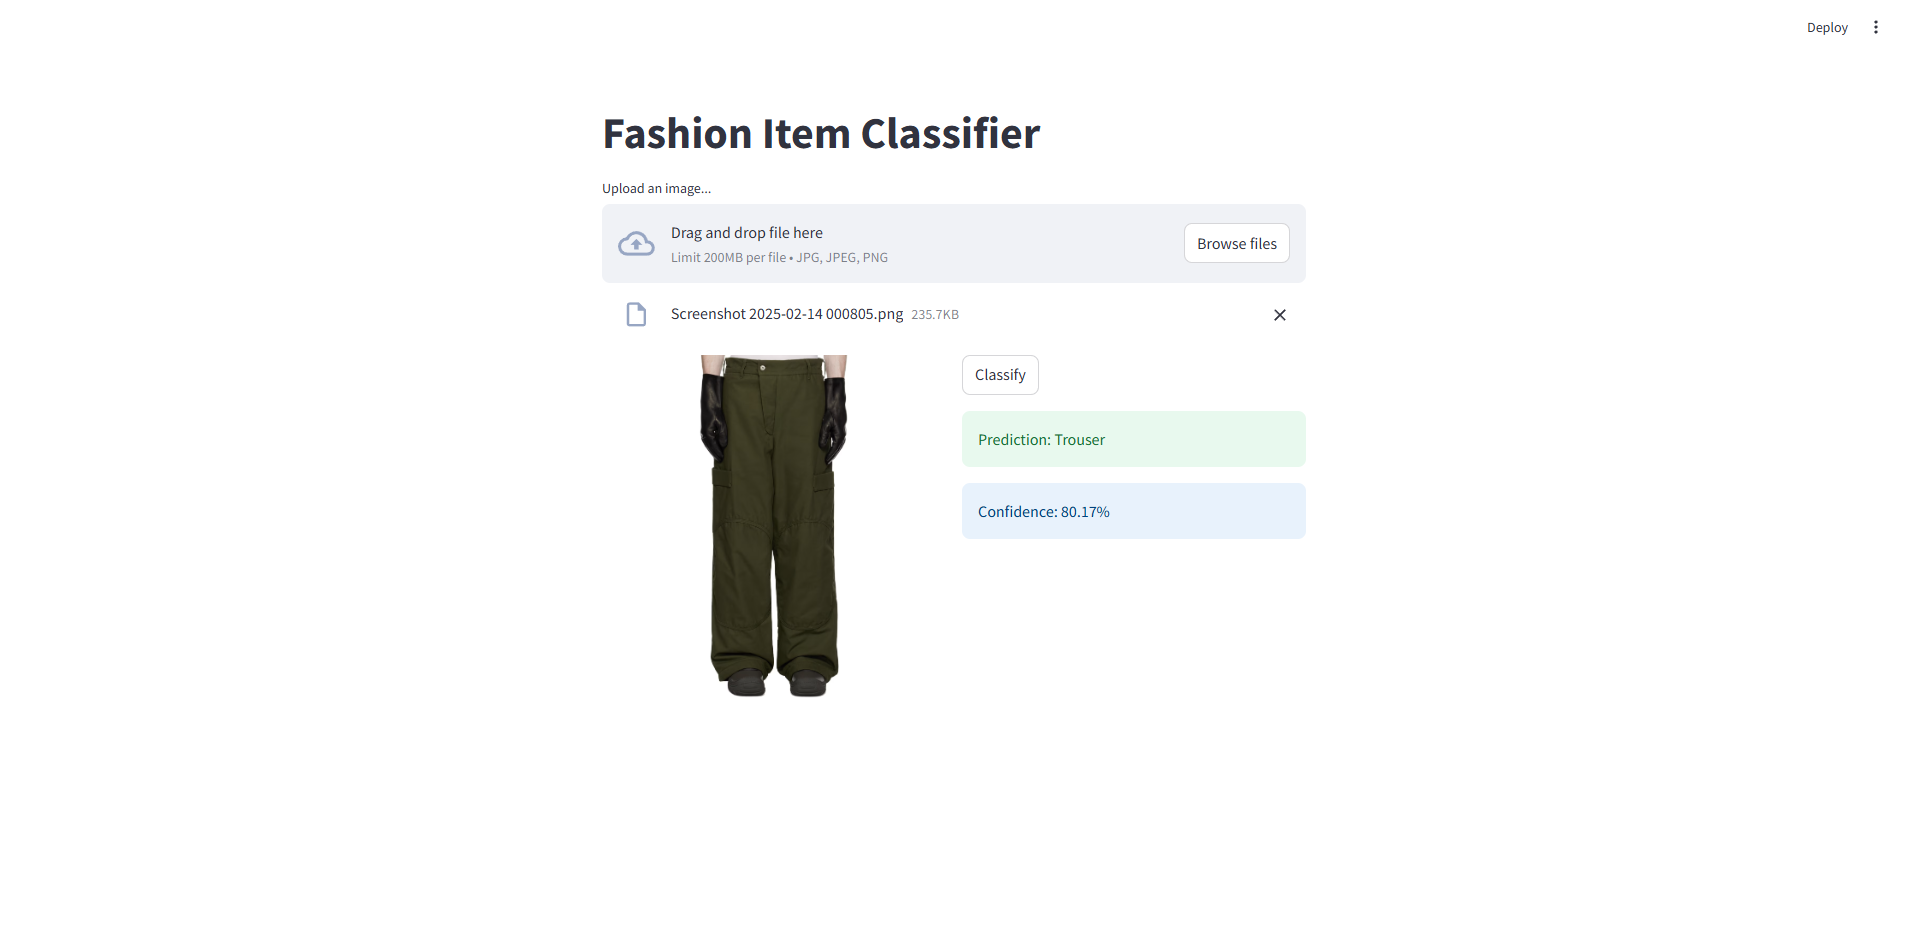 Deploy
Fashion Item Classifier
Upload an image...
Drag and drop file here
Limit 200MB per file • JPG, JPEG, PNG
Browse files
Screenshot 2025-02-14 000805.png 235.7KB
Classify
Prediction: Trouser
Confidence: 80.17%